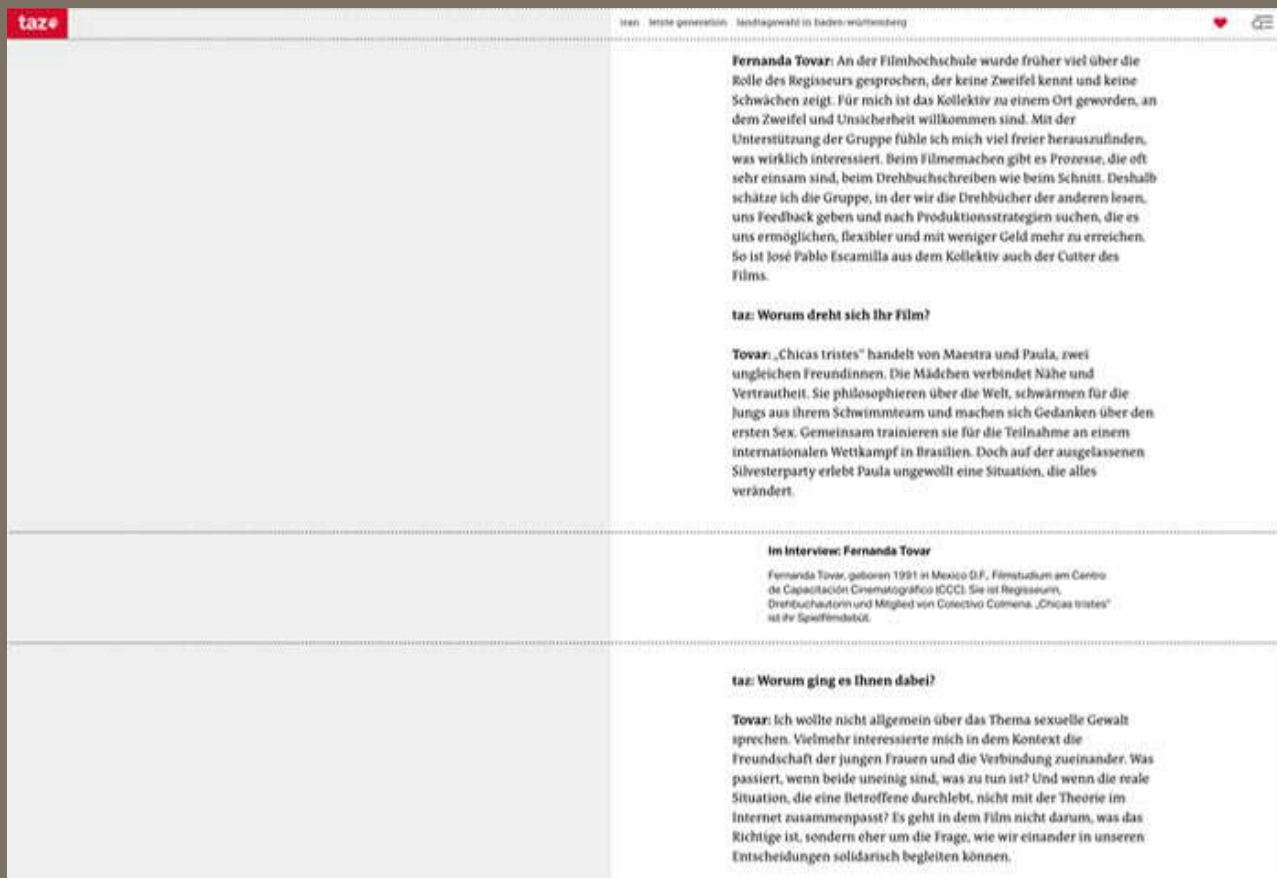 taz
iran letzte generation landtagswahl in baden-württemberg
Fernanda Tovar: An der Filmhochschule wurde früher viel über die
Rolle des Regisseurs gesprochen, der keine Zweifel kennt und keine
Schwächen zeigt. Für mich ist das Kollektiv zu einem Ort geworden, an
dem Zweifel und Unsicherheit willkommen sind. Mit der
Unterstützung der Gruppe fühle ich mich viel freier herauszufinden,
was wirklich interessiert. Beim Filmemachen gibt es Prozesse, die oft
sehr einsam sind, beim Drehbuchschreiben wie beim Schnitt. Deshalb
schätze ich die Gruppe, in der wir die Drehbücher der anderen lesen,
uns Feedback geben und nach Produktionsstrategien suchen, die es
uns ermöglichen, flexibler und mit weniger Geld mehr zu erreichen.
So ist José Pablo Escamilla aus dem Kollektiv auch der Cutter des
Films.
taz: Worum dreht sich Ihr Film?
Tovar: „Chicas tristes“ handelt von Maestra und Paula, zwei
ungleichen Freundinnen. Die Mädchen verbindet Nähe und
Vertrautheit. Sie philosophieren über die Welt, schwärmen für die
Jungs aus ihrem Schwimmteam und machen sich Gedanken über den
ersten Sex. Gemeinsam trainieren sie für die Teilnahme an einem
internationalen Wettkampf in Brasilien. Doch auf der ausgelassenen
Silvesterparty erlebt Paula ungewollt eine Situation, die alles
verändert.
Im Interview: Fernanda Tovar
Fernanda Tovar, geboren 1991 in Mexico D.F., Filmstudium am Centro
de Capacitación Cinematográfico (CCC). Sie ist Regisseurin,
Drehbuchautorin und Mitglied von Colectivo Colmena. „Chicas tristes“
ist ihr Spielfilmdebüt.
taz: Worum ging es Ihnen dabei?
Tovar: Ich wollte nicht allgemein über das Thema sexuelle Gewalt
sprechen. Vielmehr interessierte mich in dem Kontext die
Freundschaft der jungen Frauen und die Verbindung zueinander. Was
passiert, wenn beide uneinig sind, was zu tun ist? Und wenn die reale
Situation, die eine Betroffene durchlebt, nicht mit der Theorie im
Internet zusammenpasst? Es geht in dem Film nicht darum, was das
Richtige ist, sondern eher um die Frage, wie wir einander in unseren
Entscheidungen solidarisch begleiten können.